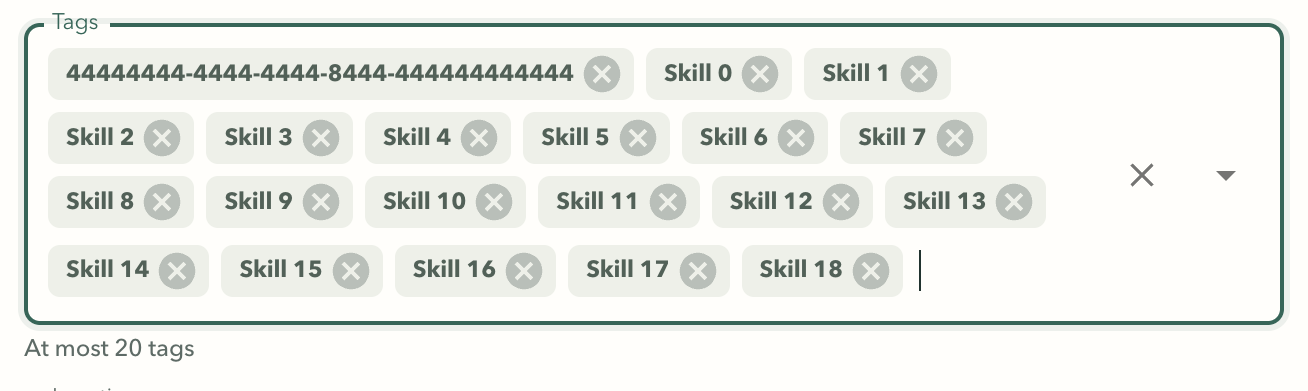 Tags
44444444-4444-4444-8444-444444444444 Skill 0 Skill 1
Skill 2 Skill 3 Skill 4 Skill 5 Skill 6 Skill 7
Skill 8 Skill 9 Skill 10 Skill 11 Skill 12 Skill 13
Skill 14 Skill 15 Skill 16 Skill 17 Skill 18
At most 20 tags